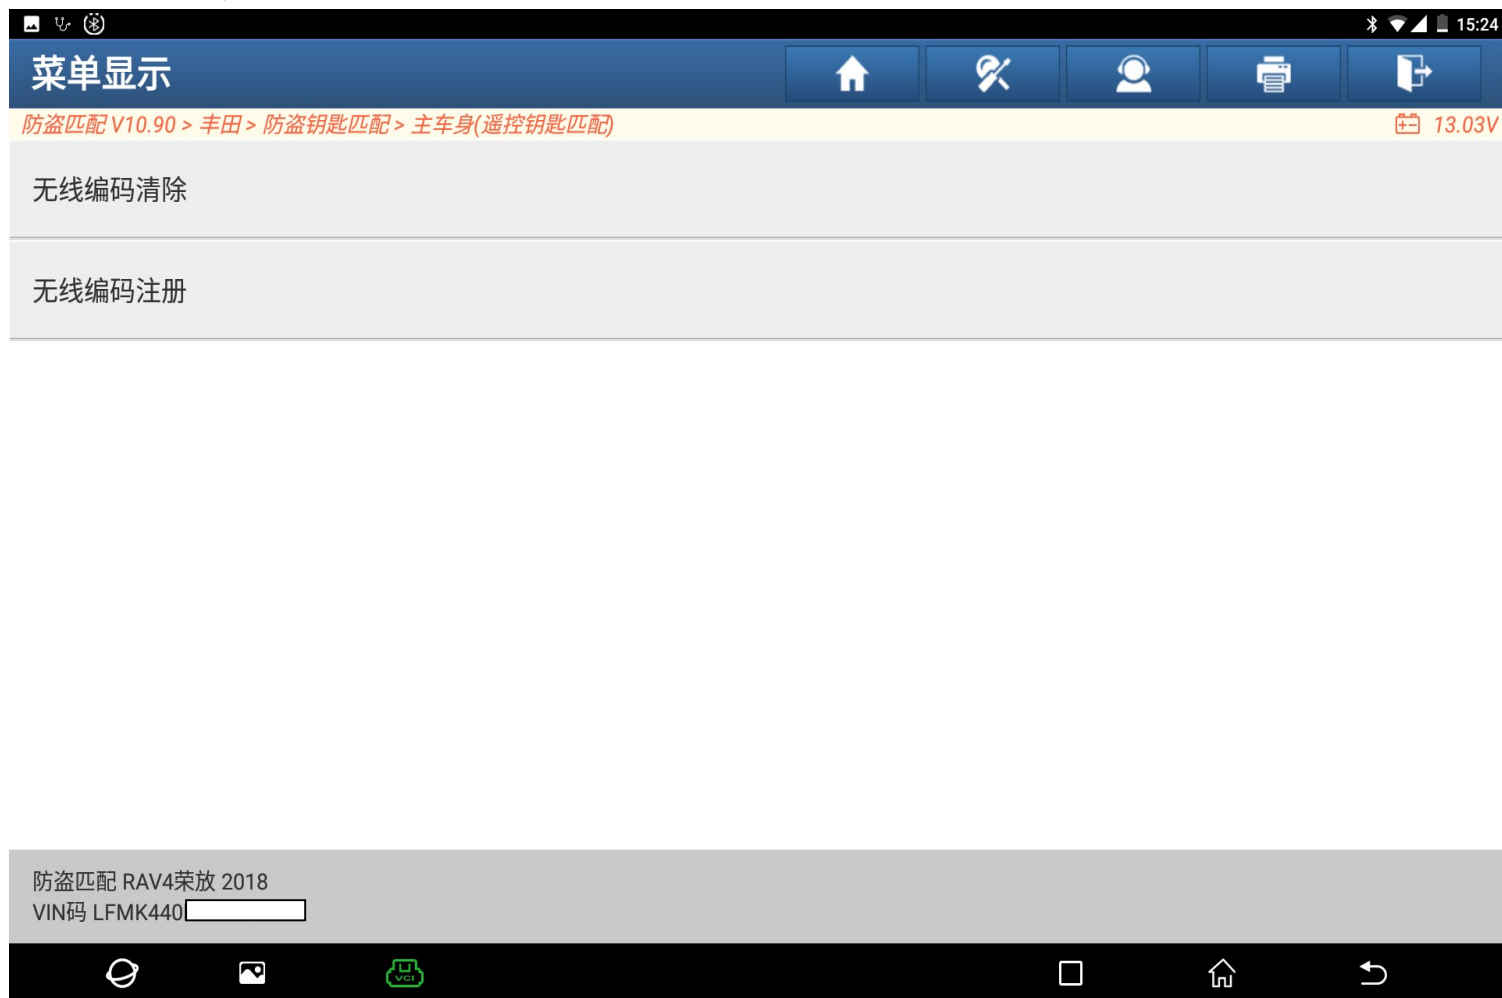 15:24
菜单显示
防盗匹配 V10.90 > 丰田 > 防盗钥匙匹配 > 主车身(遥控钥匙匹配)
13.03V
无线编码清除
无线编码注册
防盗匹配 RAV4荣放 2018
VIN码 LFMK440
VCI